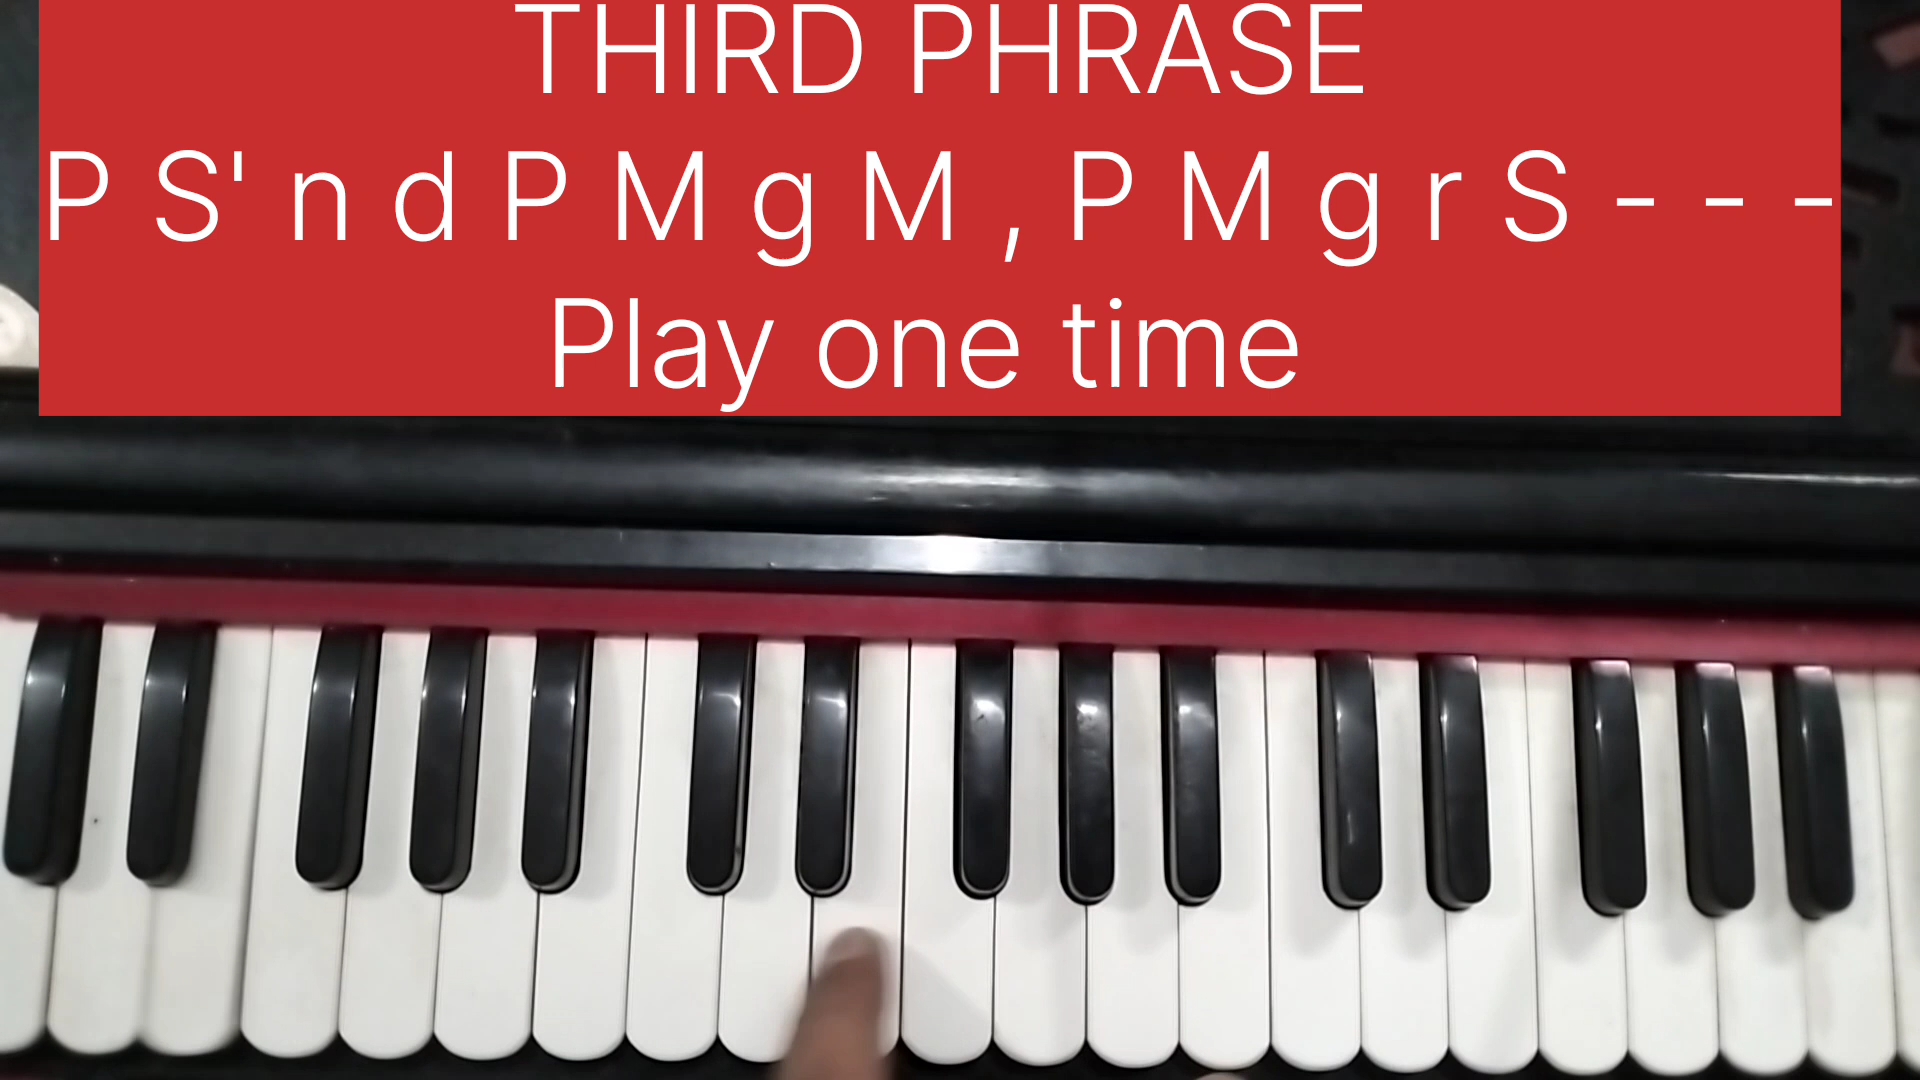 THIRD PHRASE
P S' n d P M g M , P M g r S - - -
Play one time